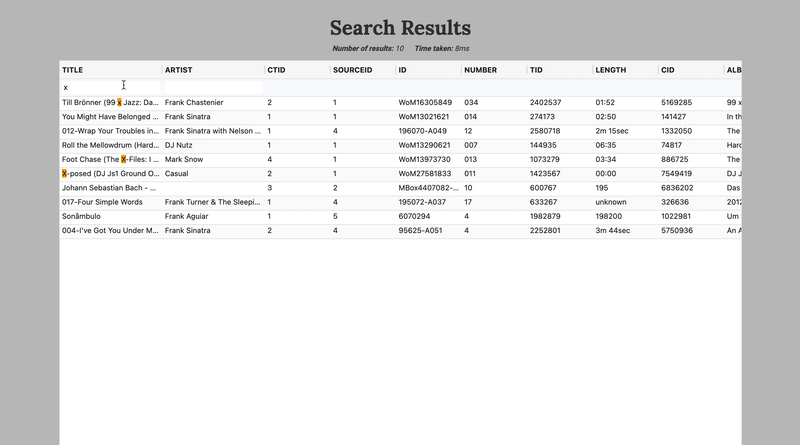 Search Results
Number of results: 10 Time taken: 8ms
TITLE ARTIST CTID SOURCEID ID NUMBER TID LENGTH CID ALB
x
Till Brönner (99 x Jazz: Da... Frank Chastenier 2 1 WoM16305849 034 2402537 01:52 5169285 99 x
You Might Have Belonged ... Frank Sinatra 1 1 WoM13021621 014 274173 02:50 141427 In th
012-Wrap Your Troubles in... Frank Sinatra with Nelson ... 1 4 196070-A049 12 2580718 2m 15sec 1332050 The
Roll the Mellowdrum (Hard... DJ Nutz 1 1 WoM13290621 007 144935 06:35 74817 Hard
Foot Chase (The X-Files: I ... Mark Snow 4 1 WoM13973730 013 1073279 03:34 886725 The
X-posed (DJ Js1 Ground O... Casual 2 1 WoM27581833 011 1423567 00:00 7549419 DJ J
Johann Sebastian Bach - ... 3 2 MBox4407082-... 10 600767 195 6836202 Das
017-Four Simple Words Frank Turner & The Sleepi... 1 4 195072-A037 17 633267 unknown 326636 2012
Sonâmbulo Frank Aguiar 1 5 6070294 4 1982879 198200 1022981 Um
004-I've Got You Under M... Frank Sinatra 2 4 95625-A051 4 2252801 3m 44sec 5750936 An A